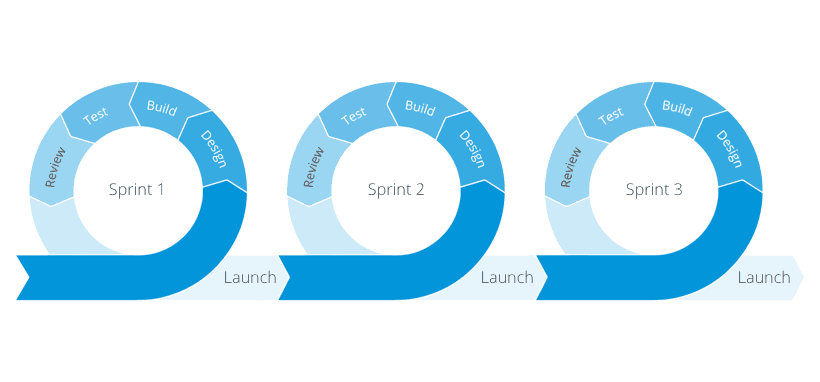 Sprint 1
Design
Build
Test
Review
Launch
Sprint 2
Design
Build
Test
Review
Launch
Sprint 3
Design
Build
Test
Review
Launch